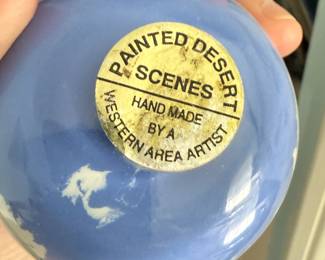 PAINTED DESERT
SCENES
HAND MADE
BY A
WESTERN AREA ARTIST